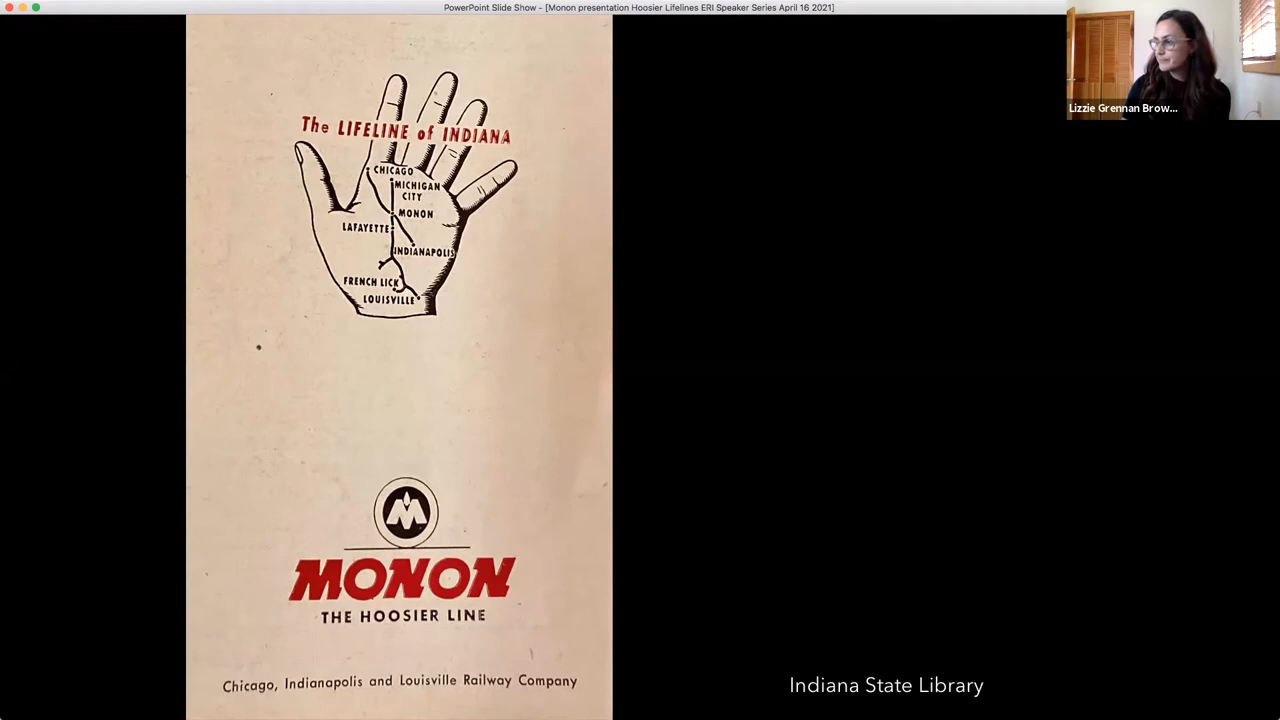 PowerPoint Slide Show - [Monon presentation Hoosier Lifelines ERI Speaker Series April 16 2021]
Lizzie Grennan Brow...
The LIFELINE of INDIANA
CHICAGO
MICHIGAN
CITY
MONON
LAFAYETTE
INDIANAPOLIS
FRENCH LICK
LOUISVILLE
M
MONON
THE HOOSIER LINE
Chicago, Indianapolis and Louisville Railway Company
Indiana State Library